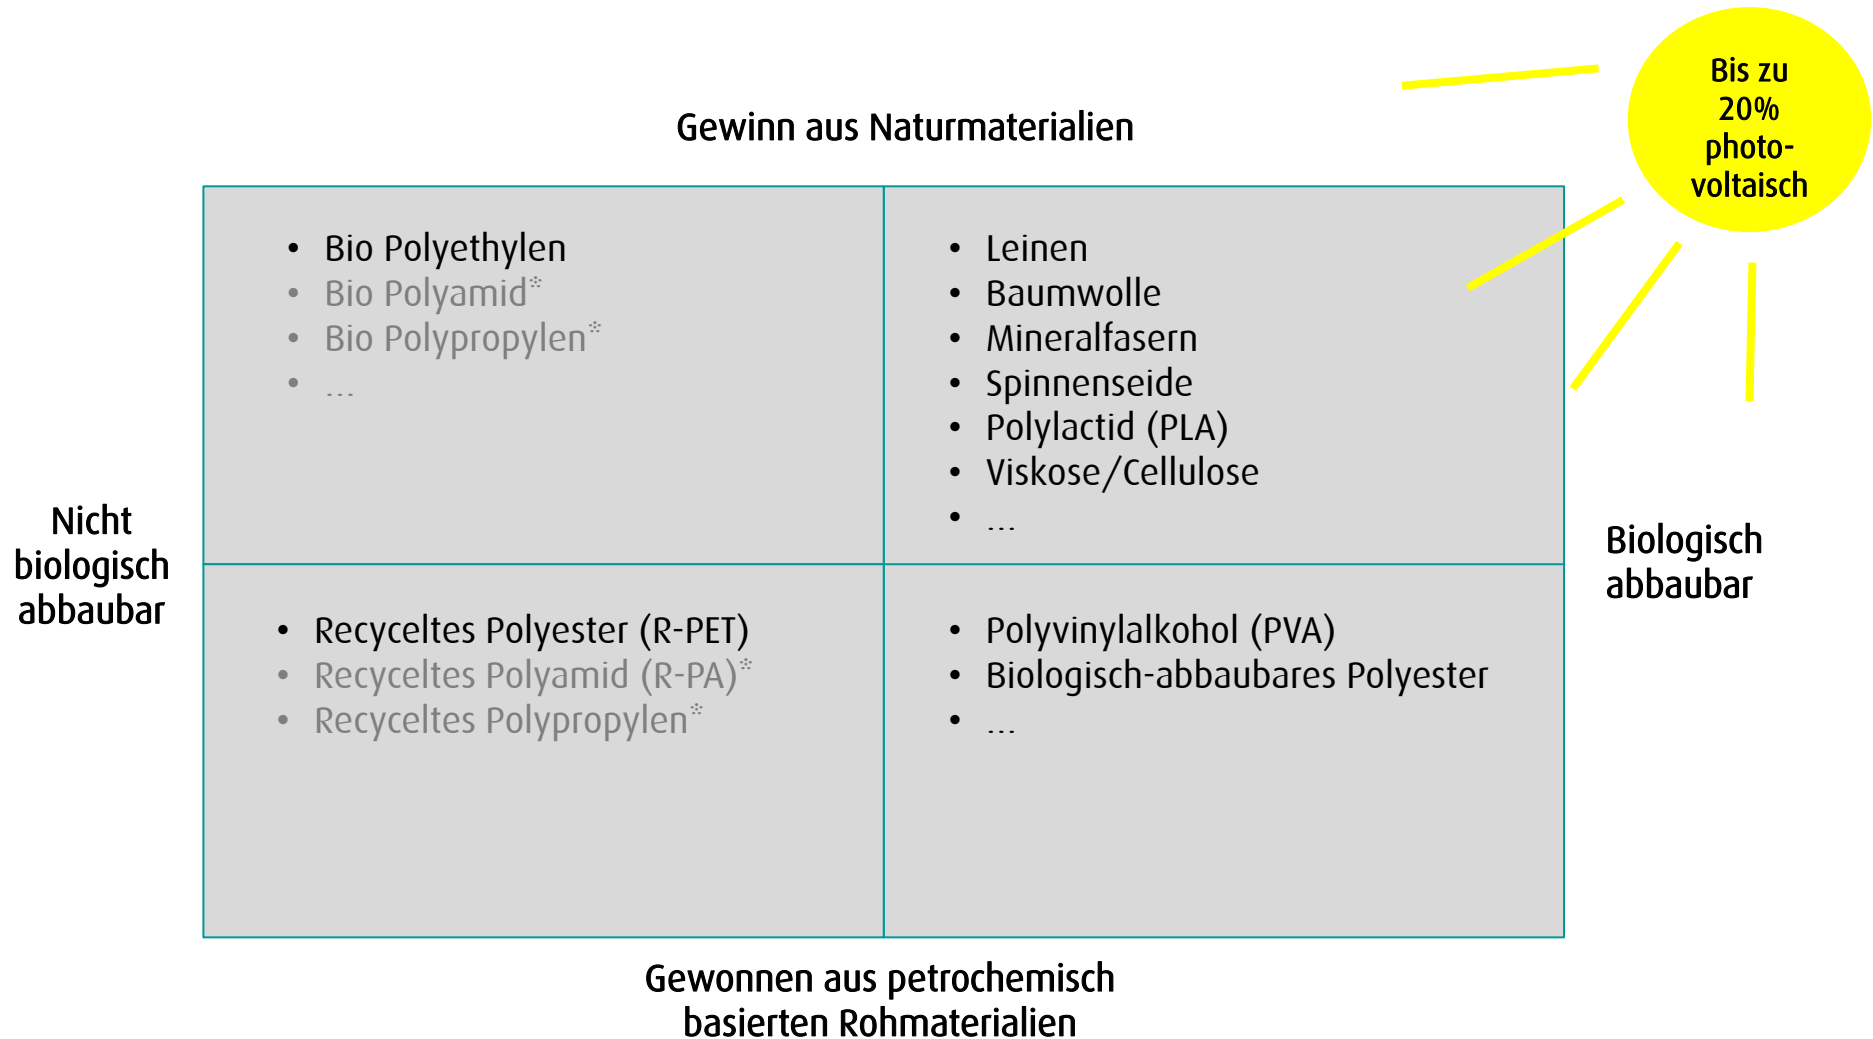 Bis zu
20%
photo-
voltaisch
Gewinn aus Naturmaterialien
• Bio Polyethylen
• Bio Polyamid*
• Bio Polypropylen*
• ...
• Leinen
• Baumwolle
• Mineralfasern
• Spinnenseide
• Polylactid (PLA)
• Viskose/Cellulose
• ...
Nicht
biologisch
abbaubar
Biologisch
abbaubar
• Recyceltes Polyester (R-PET)
• Recyceltes Polyamid (R-PA)*
• Recyceltes Polypropylen*
• Polyvinylalkohol (PVA)
• Biologisch-abbaubares Polyester
• ...
Gewonnen aus petrochemisch
basierten Rohmaterialien